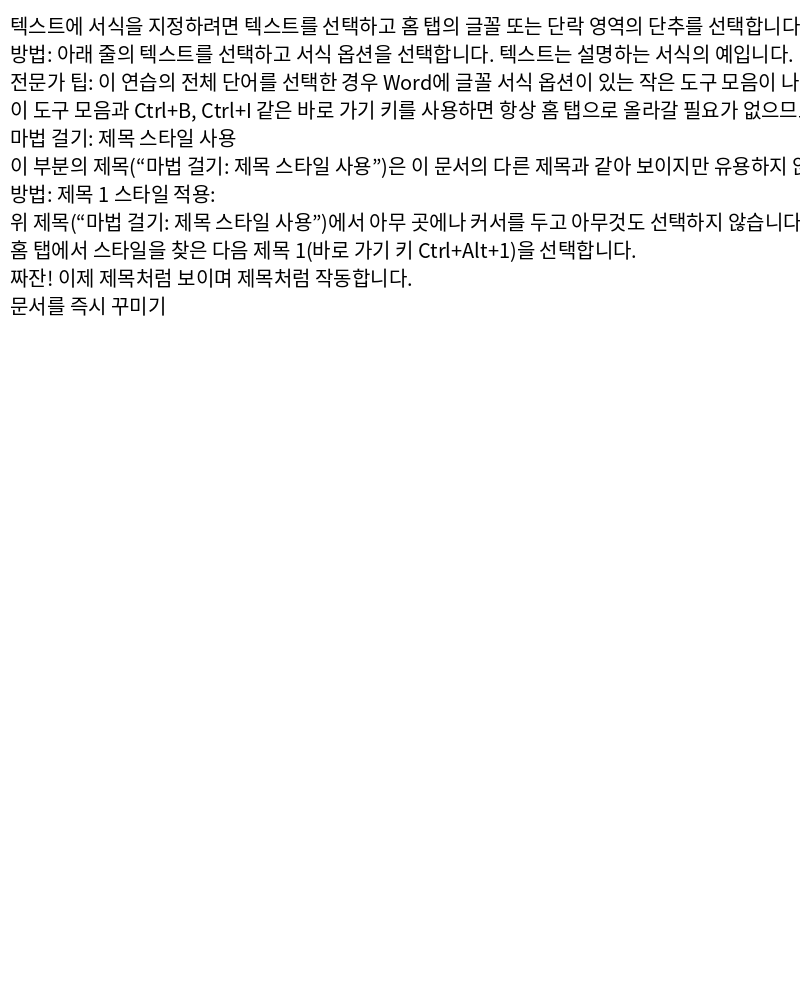 텍스트에 서식을 지정하려면 텍스트를 선택하고 홈 탭의 글꼴 또는 단락 영역의 단추를 선택합니다
방법: 아래 줄의 텍스트를 선택하고 서식 옵션을 선택합니다. 텍스트는 설명하는 서식의 예입니다.
전문가 팁: 이 연습의 전체 단어를 선택한 경우 Word에 글꼴 서식 옵션이 있는 작은 도구 모음이 나
이 도구 모음과 Ctrl+B, Ctrl+I 같은 바로 가기 키를 사용하면 항상 홈 탭으로 올라갈 필요가 없으므
마법 걸기: 제목 스타일 사용
이 부분의 제목(“마법 걸기: 제목 스타일 사용”)은 이 문서의 다른 제목과 같아 보이지만 유용하지
방법: 제목 1 스타일 적용:
위 제목(“마법 걸기: 제목 스타일 사용”)에서 아무 곳에나 커서를 두고 아무것도 선택하지 않습니다
홈 탭에서 스타일을 찾은 다음 제목 1(바로 가기 키 Ctrl+Alt+1)을 선택합니다.
짜잔! 이제 제목처럼 보이며 제목처럼 작동합니다.
문서를 즉시 꾸미기